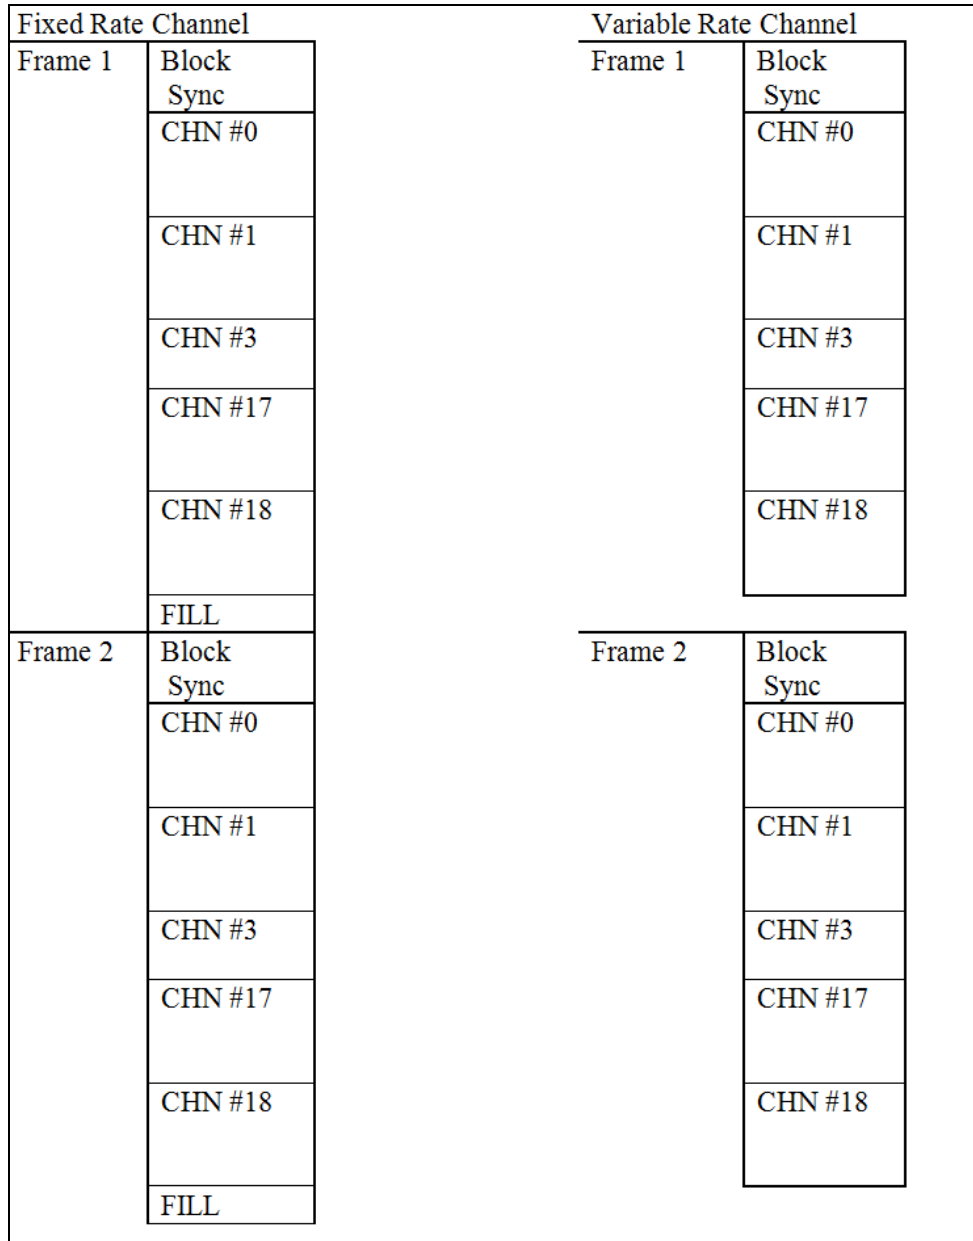 Fixed Rate Channel
Frame 1
Block
Sync
CHN #0
CHN #1
CHN #3
CHN #17
CHN #18
FILL
Frame 2
Block
Sync
CHN #0
CHN #1
CHN #3
CHN #17
CHN #18
FILL
Variable Rate Channel
Frame 1
Block
Sync
CHN #0
CHN #1
CHN #3
CHN #17
CHN #18
Frame 2
Block
Sync
CHN #0
CHN #1
CHN #3
CHN #17
CHN #18